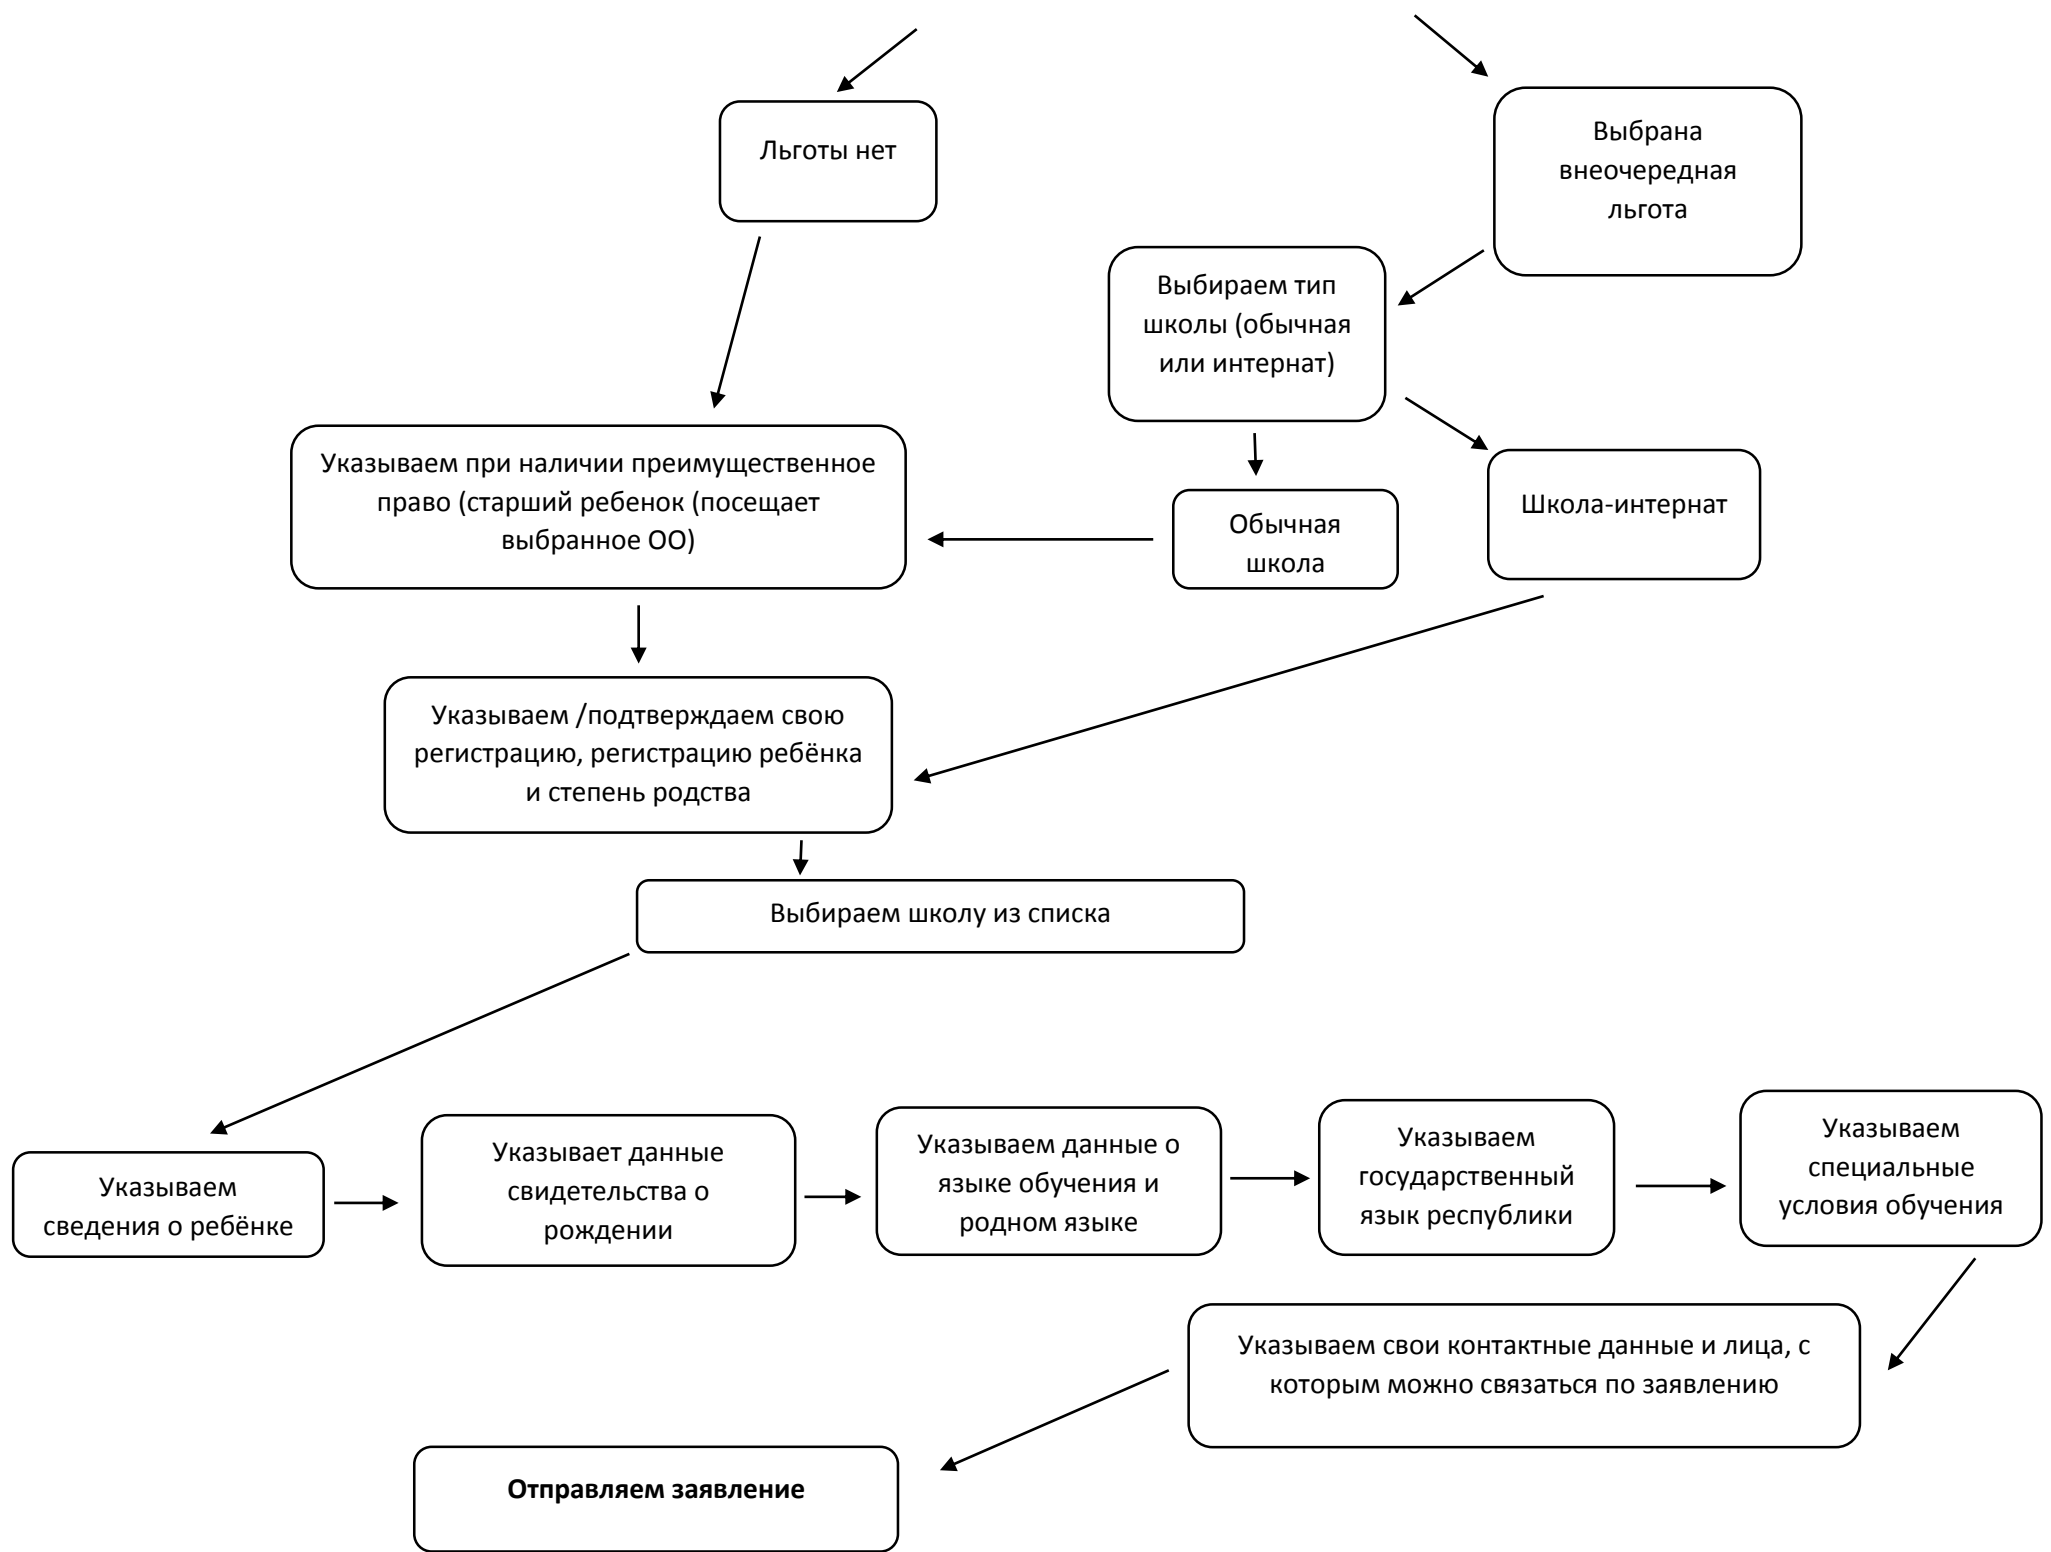 Льготы нет
Выбрана
внеочередная
льгота
Выбираем тип
школы (обычная
или интернат)
Указываем при наличии преимущественное
право (старший ребенок (посещает
выбранное ОО)
Обычная
школа
Школа-интернат
Указываем /подтверждаем свою
регистрацию, регистрацию ребёнка
и степень родства
Выбираем школу из списка
Указываем
сведения о ребёнке
Указывает данные
свидетельства о
рождении
Указываем данные о
языке обучения и
родном языке
Указываем
государственный
язык республики
Указываем
специальные
условия обучения
Указываем свои контактные данные и лица, с
которым можно связаться по заявлению
Отправляем заявление